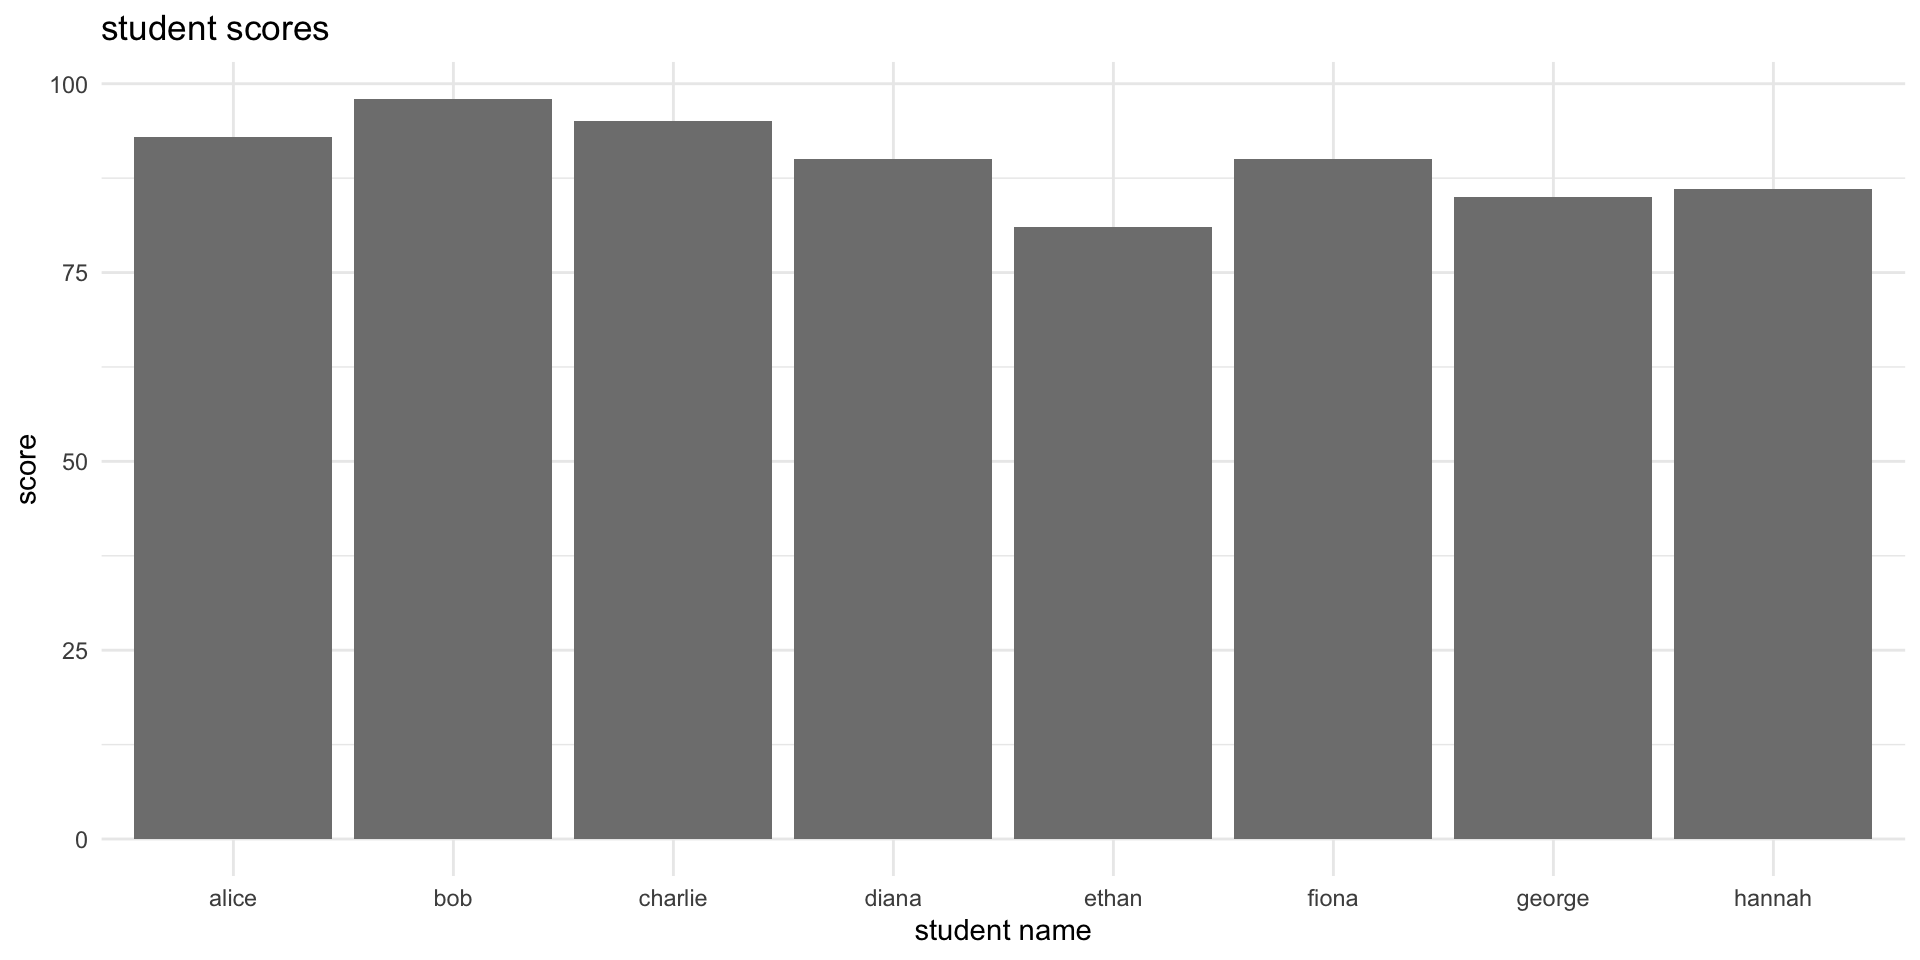 student scores
100
75
50
25
0
score
alice bob charlie diana ethan fiona george hannah
student name